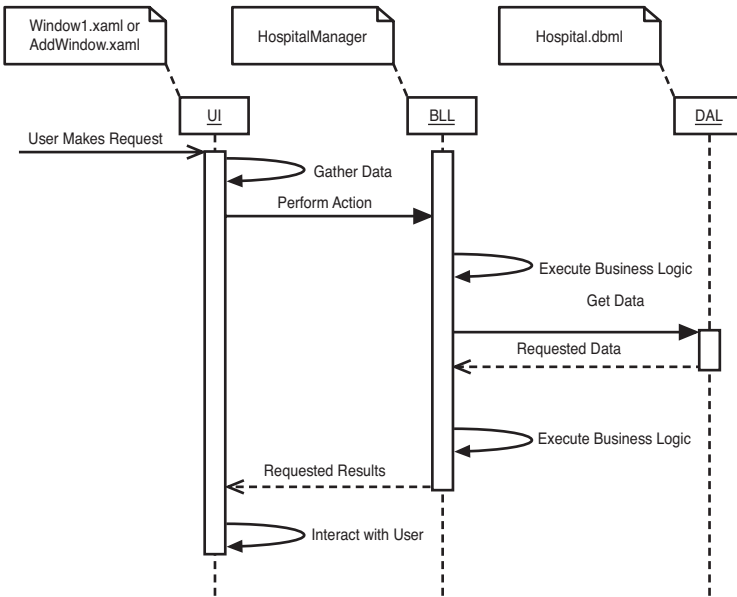 Window1.xaml or
AddWindow.xaml
HospitalManager
Hospital.dbml
UI
BLL
DAL
User Makes Request
Gather Data
Perform Action
Execute Business Logic
Get Data
Requested Data
Execute Business Logic
Requested Results
Interact with User